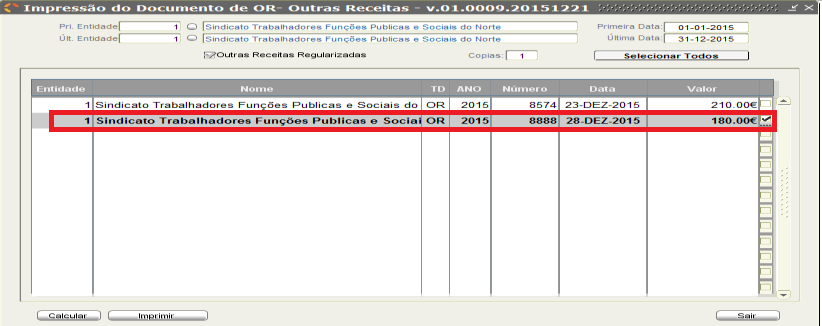 Impressão do Documento de OR- Outras Receitas - v.01.0009.20151221
Pri. Entidade 1 Sindicato Trabalhadores Funções Publicas e Sociais do Norte Primeira Data: 01-01-2015
Últ. Entidade 1 Sindicato Trabalhadores Funções Publicas e Sociais do Norte Última Data: 31-12-2015
Outras Receitas Regularizadas Copias: 1 Selecionar Todos
Entidade Nome TD ANO Número Data Valor
1 Sindicato Trabalhadores Funções Publicas e Sociais do OR 2015 8574 23-DEZ-2015 210.00€
1 Sindicato Trabalhadores Funções Publicas e Sociai OR 2015 8888 28-DEZ-2015 180.00€
Calcular Imprimir Sair